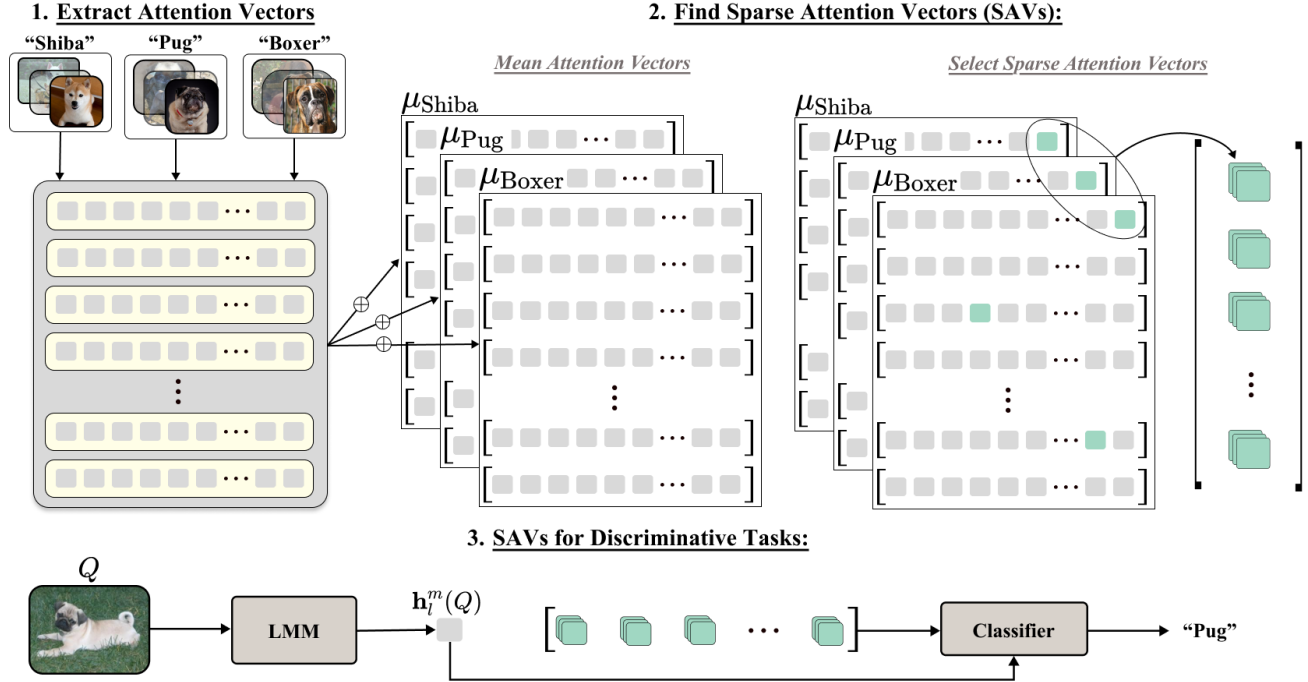 1. Extract Attention Vectors
2. Find Sparse Attention Vectors (SAVs):
“Shiba”
“Pug”
“Boxer”
Mean Attention Vectors
Select Sparse Attention Vectors
μShiba
μPug
μBoxer
μShiba
μPug
μBoxer
3. SAVs for Discriminative Tasks:
Q
LMM
h_l^m(Q)
Classifier
“Pug”